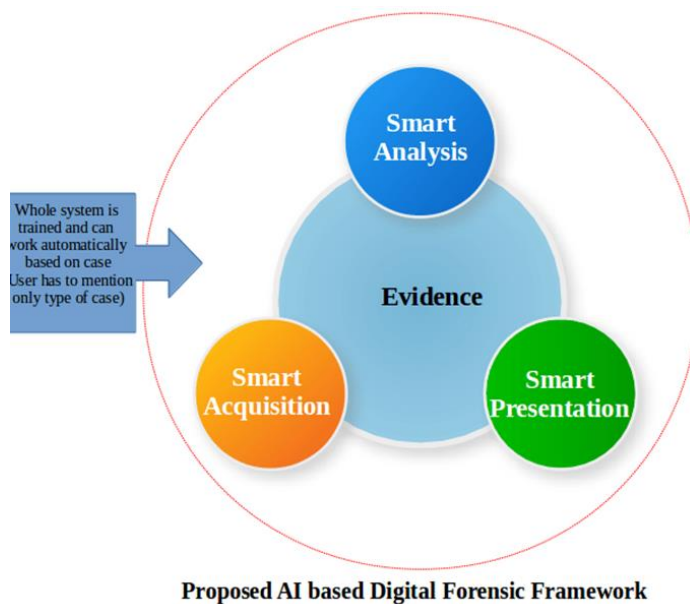 Smart
Analysis
Whole system is
trained and can
work automatically
based on case
User has to mention
only type of case)
Evidence
Smart
Acquisition
Smart
Presentation
Proposed AI based Digital Forensic Framework